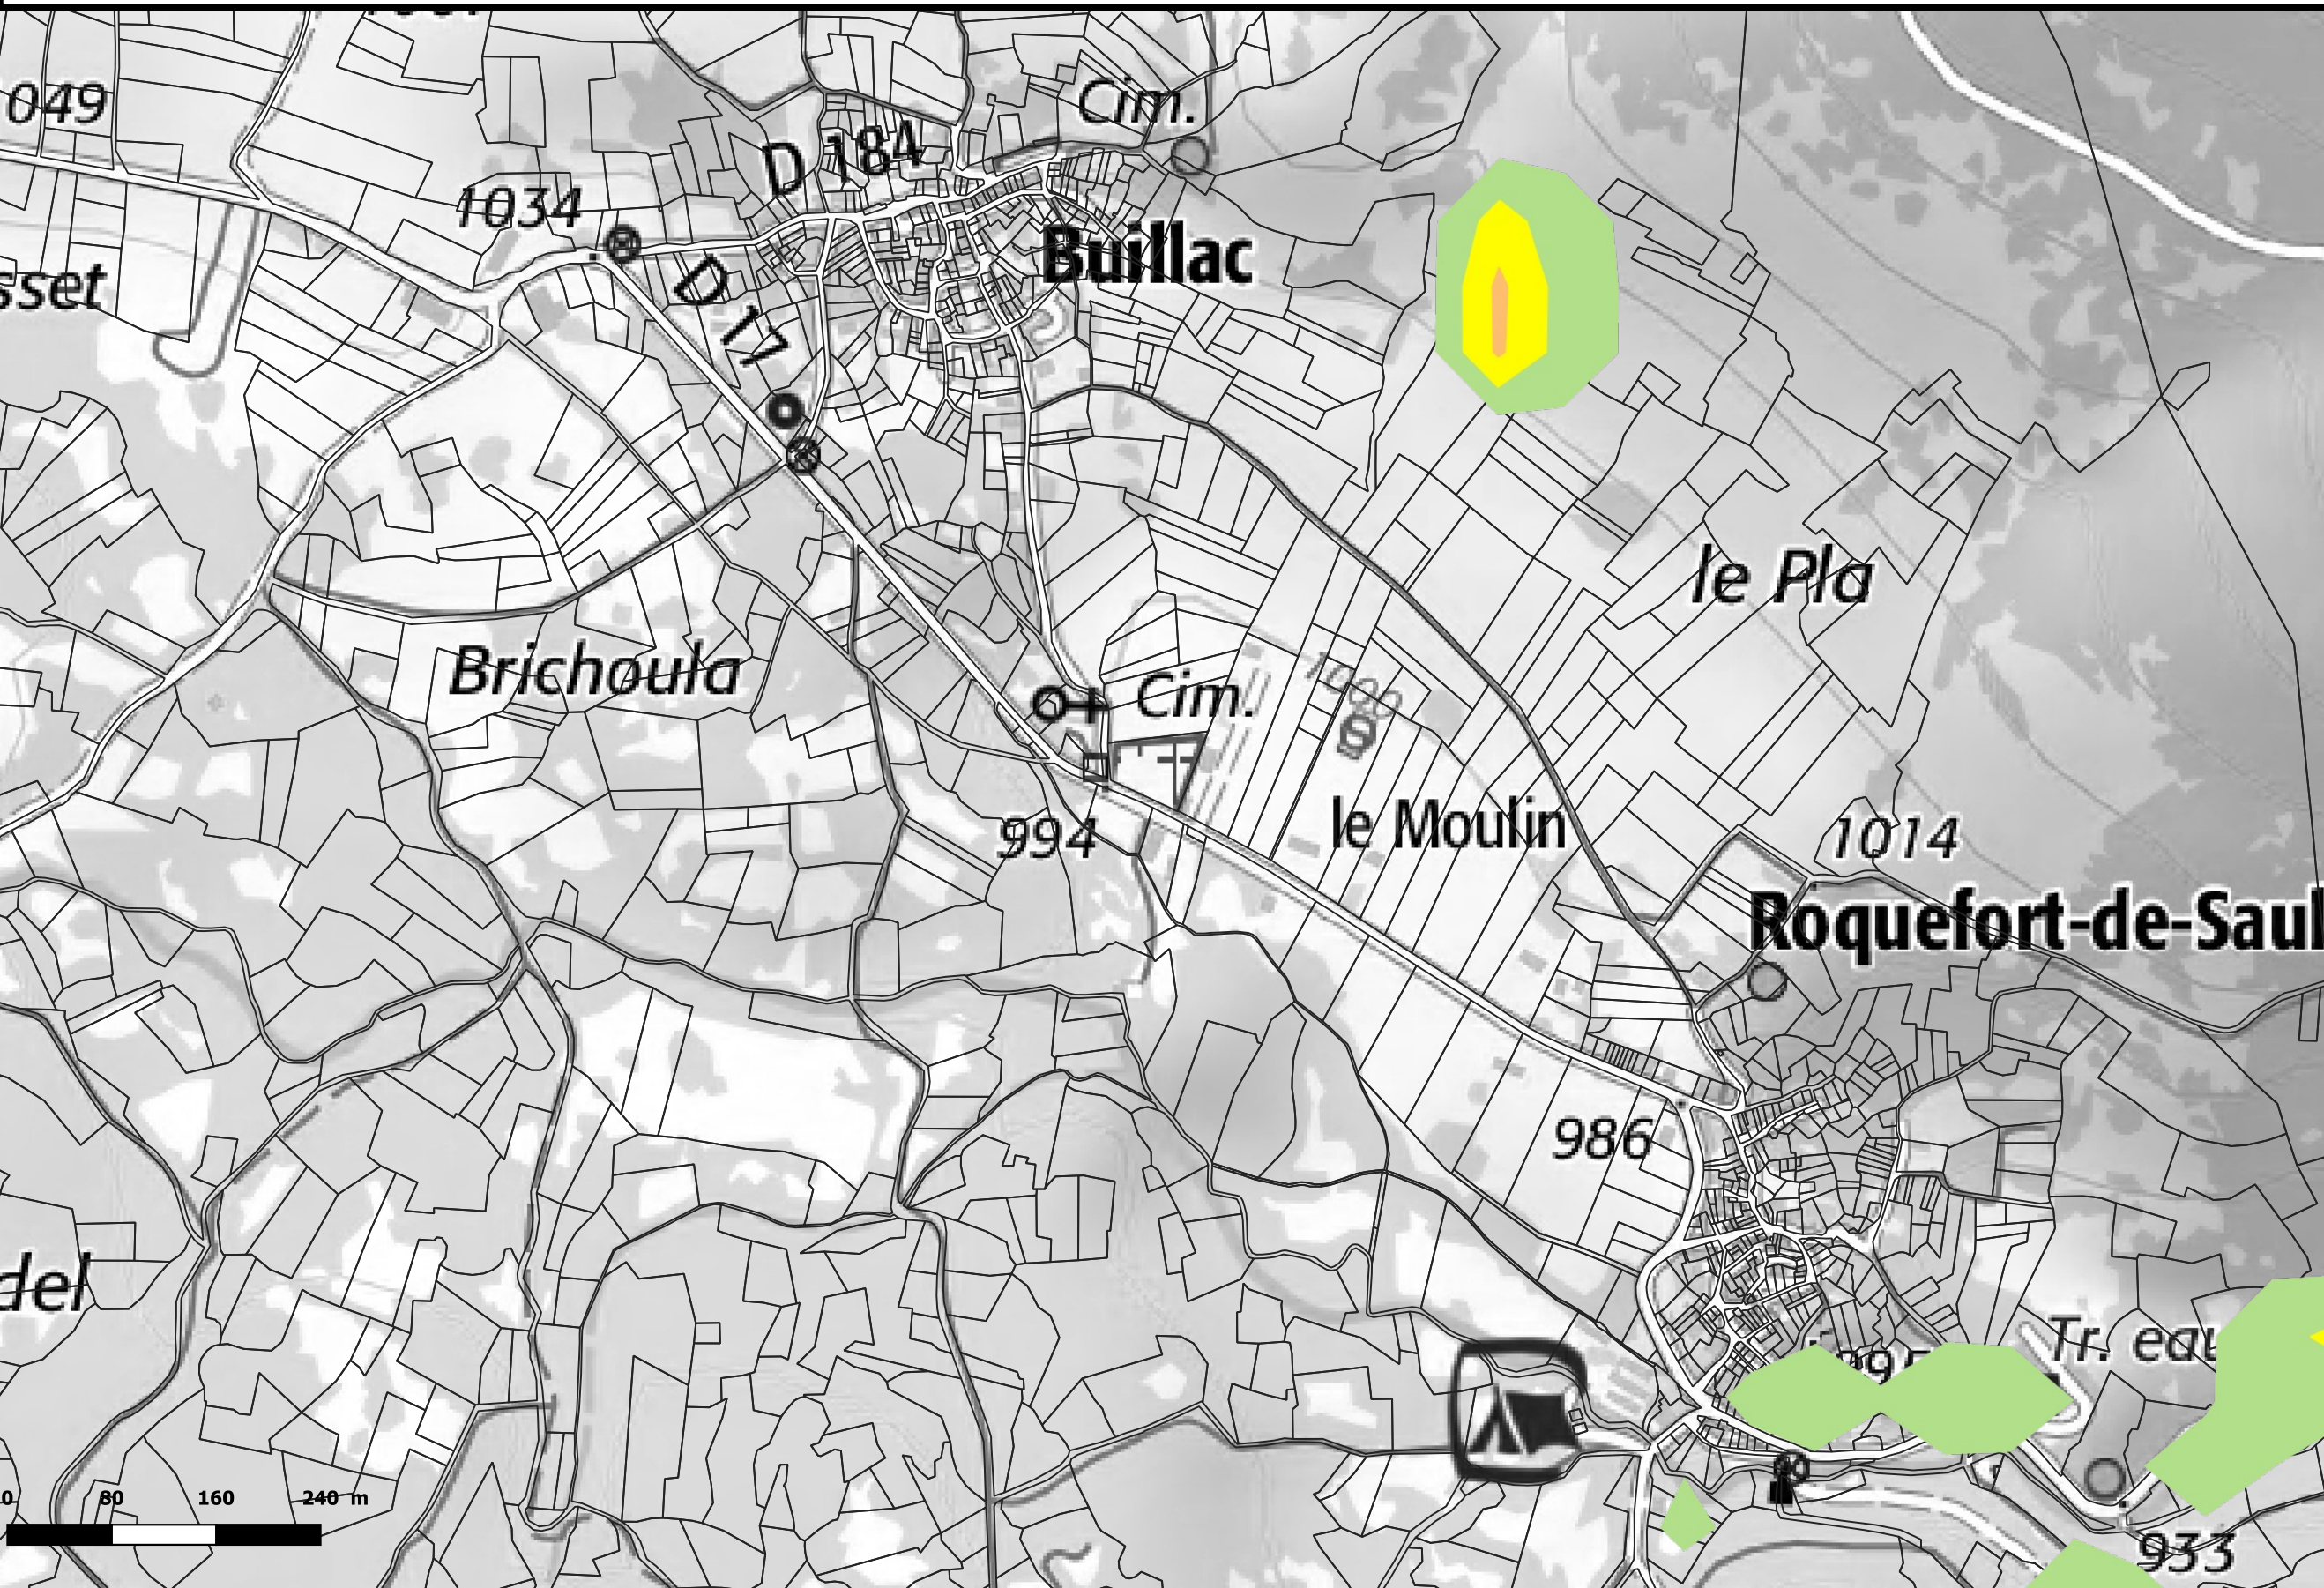 049
Cim.
D 184
1034
Buillac
sset
D 17
le Pla
Brichoula
Cim.
1000
le Moulin
994
1014
Roquefort-de-Saul
986
del
Tr. eau
0 80 160 240 m
933